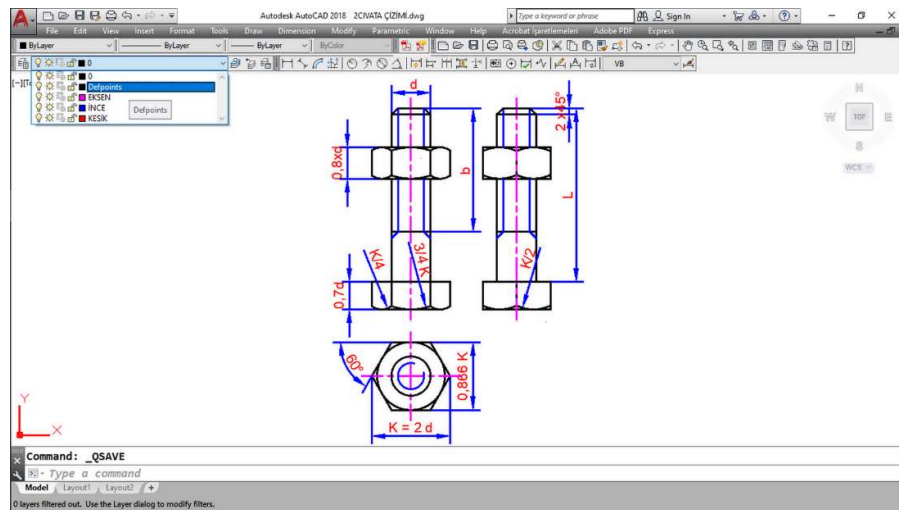 Autodesk AutoCAD 2018 2CIVATA ÇİZİMİ.dwg
Type a keyword or phrase
Sign In
File Edit View Insert Format Tools Draw Dimension Modify Parametric Window Help Acrobat işaretlemeleri Adobe PDF Express
ByLayer ByLayer ByLayer ByColor
0
VB
0
Defpoints
EKSEN
İNCE
KESİK
Defpoints
N
W
TOP
E
S
WCS
d
2 x45°
0,8xd
b
L
K/4
3/4 K
K/2
0,7d
60°
0,866 K
K = 2 d
Y
X
Command: _QSAVE
Type a command
Model Layout1 Layout2 +
0 layers filtered out. Use the Layer dialog to modify filters.